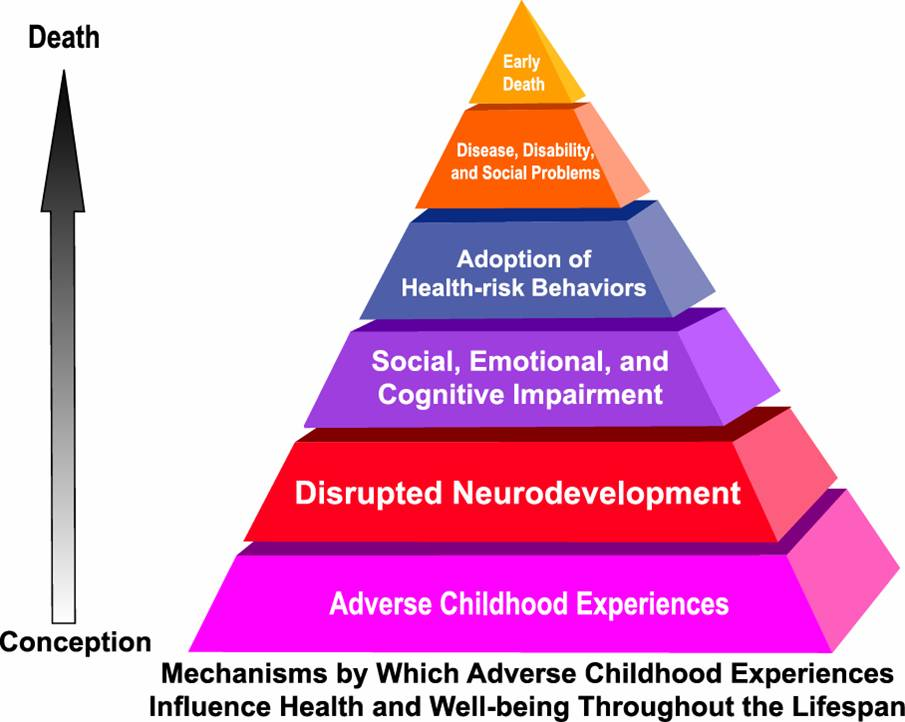 Death
Early
Death
Disease, Disability,
and Social Problems
Adoption of
Health-risk Behaviors
Social, Emotional, and
Cognitive Impairment
Disrupted Neurodevelopment
Adverse Childhood Experiences
Conception
Mechanisms by Which Adverse Childhood Experiences
Influence Health and Well-being Throughout the Lifespan